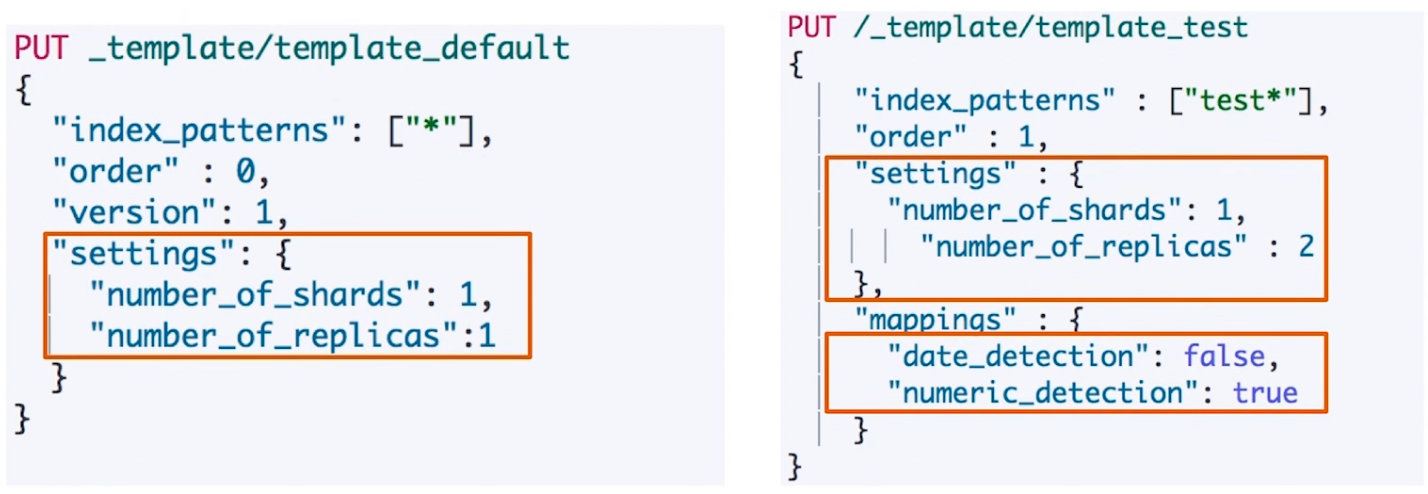 PUT _template/template_default
{
  "index_patterns": ["*"],
  "order" : 0,
  "version": 1,
  "settings": {
    "number_of_shards": 1,
    "number_of_replicas":1
  }
}
PUT /_template/template_test
{
    "index_patterns" : ["test*"],
    "order" : 1,
    "settings" : {
      "number_of_shards": 1,
        "number_of_replicas" : 2
    },
    "mappings" : {
      "date_detection": false,
      "numeric_detection": true
    }
}